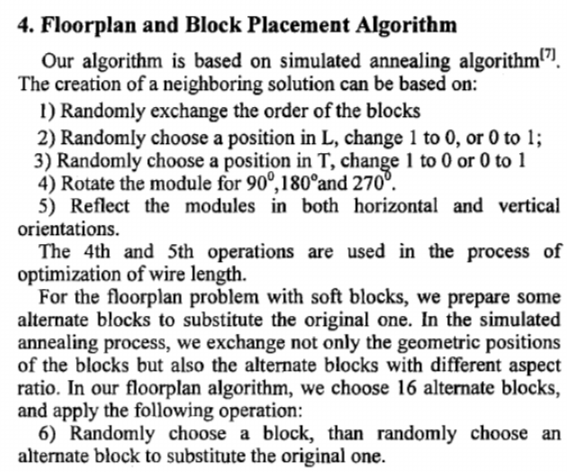 4. Floorplan and Block Placement Algorithm
Our algorithm is based on simulated annealing algorithm[7].
The creation of a neighboring solution can be based on:
1) Randomly exchange the order of the blocks
2) Randomly choose a position in L, change 1 to 0, or 0 to 1;
3) Randomly choose a position in T, change 1 to 0 or 0 to 1
4) Rotate the module for 90⁰,180⁰and 270⁰.
5) Reflect the modules in both horizontal and vertical
orientations.
The 4th and 5th operations are used in the process of
optimization of wire length.
For the floorplan problem with soft blocks, we prepare some
alternate blocks to substitute the original one. In the simulated
annealing process, we exchange not only the geometric positions
of the blocks but also the alternate blocks with different aspect
ratio. In our floorplan algorithm, we choose 16 alternate blocks,
and apply the following operation:
6) Randomly choose a block, than randomly choose an
alternate block to substitute the original one.